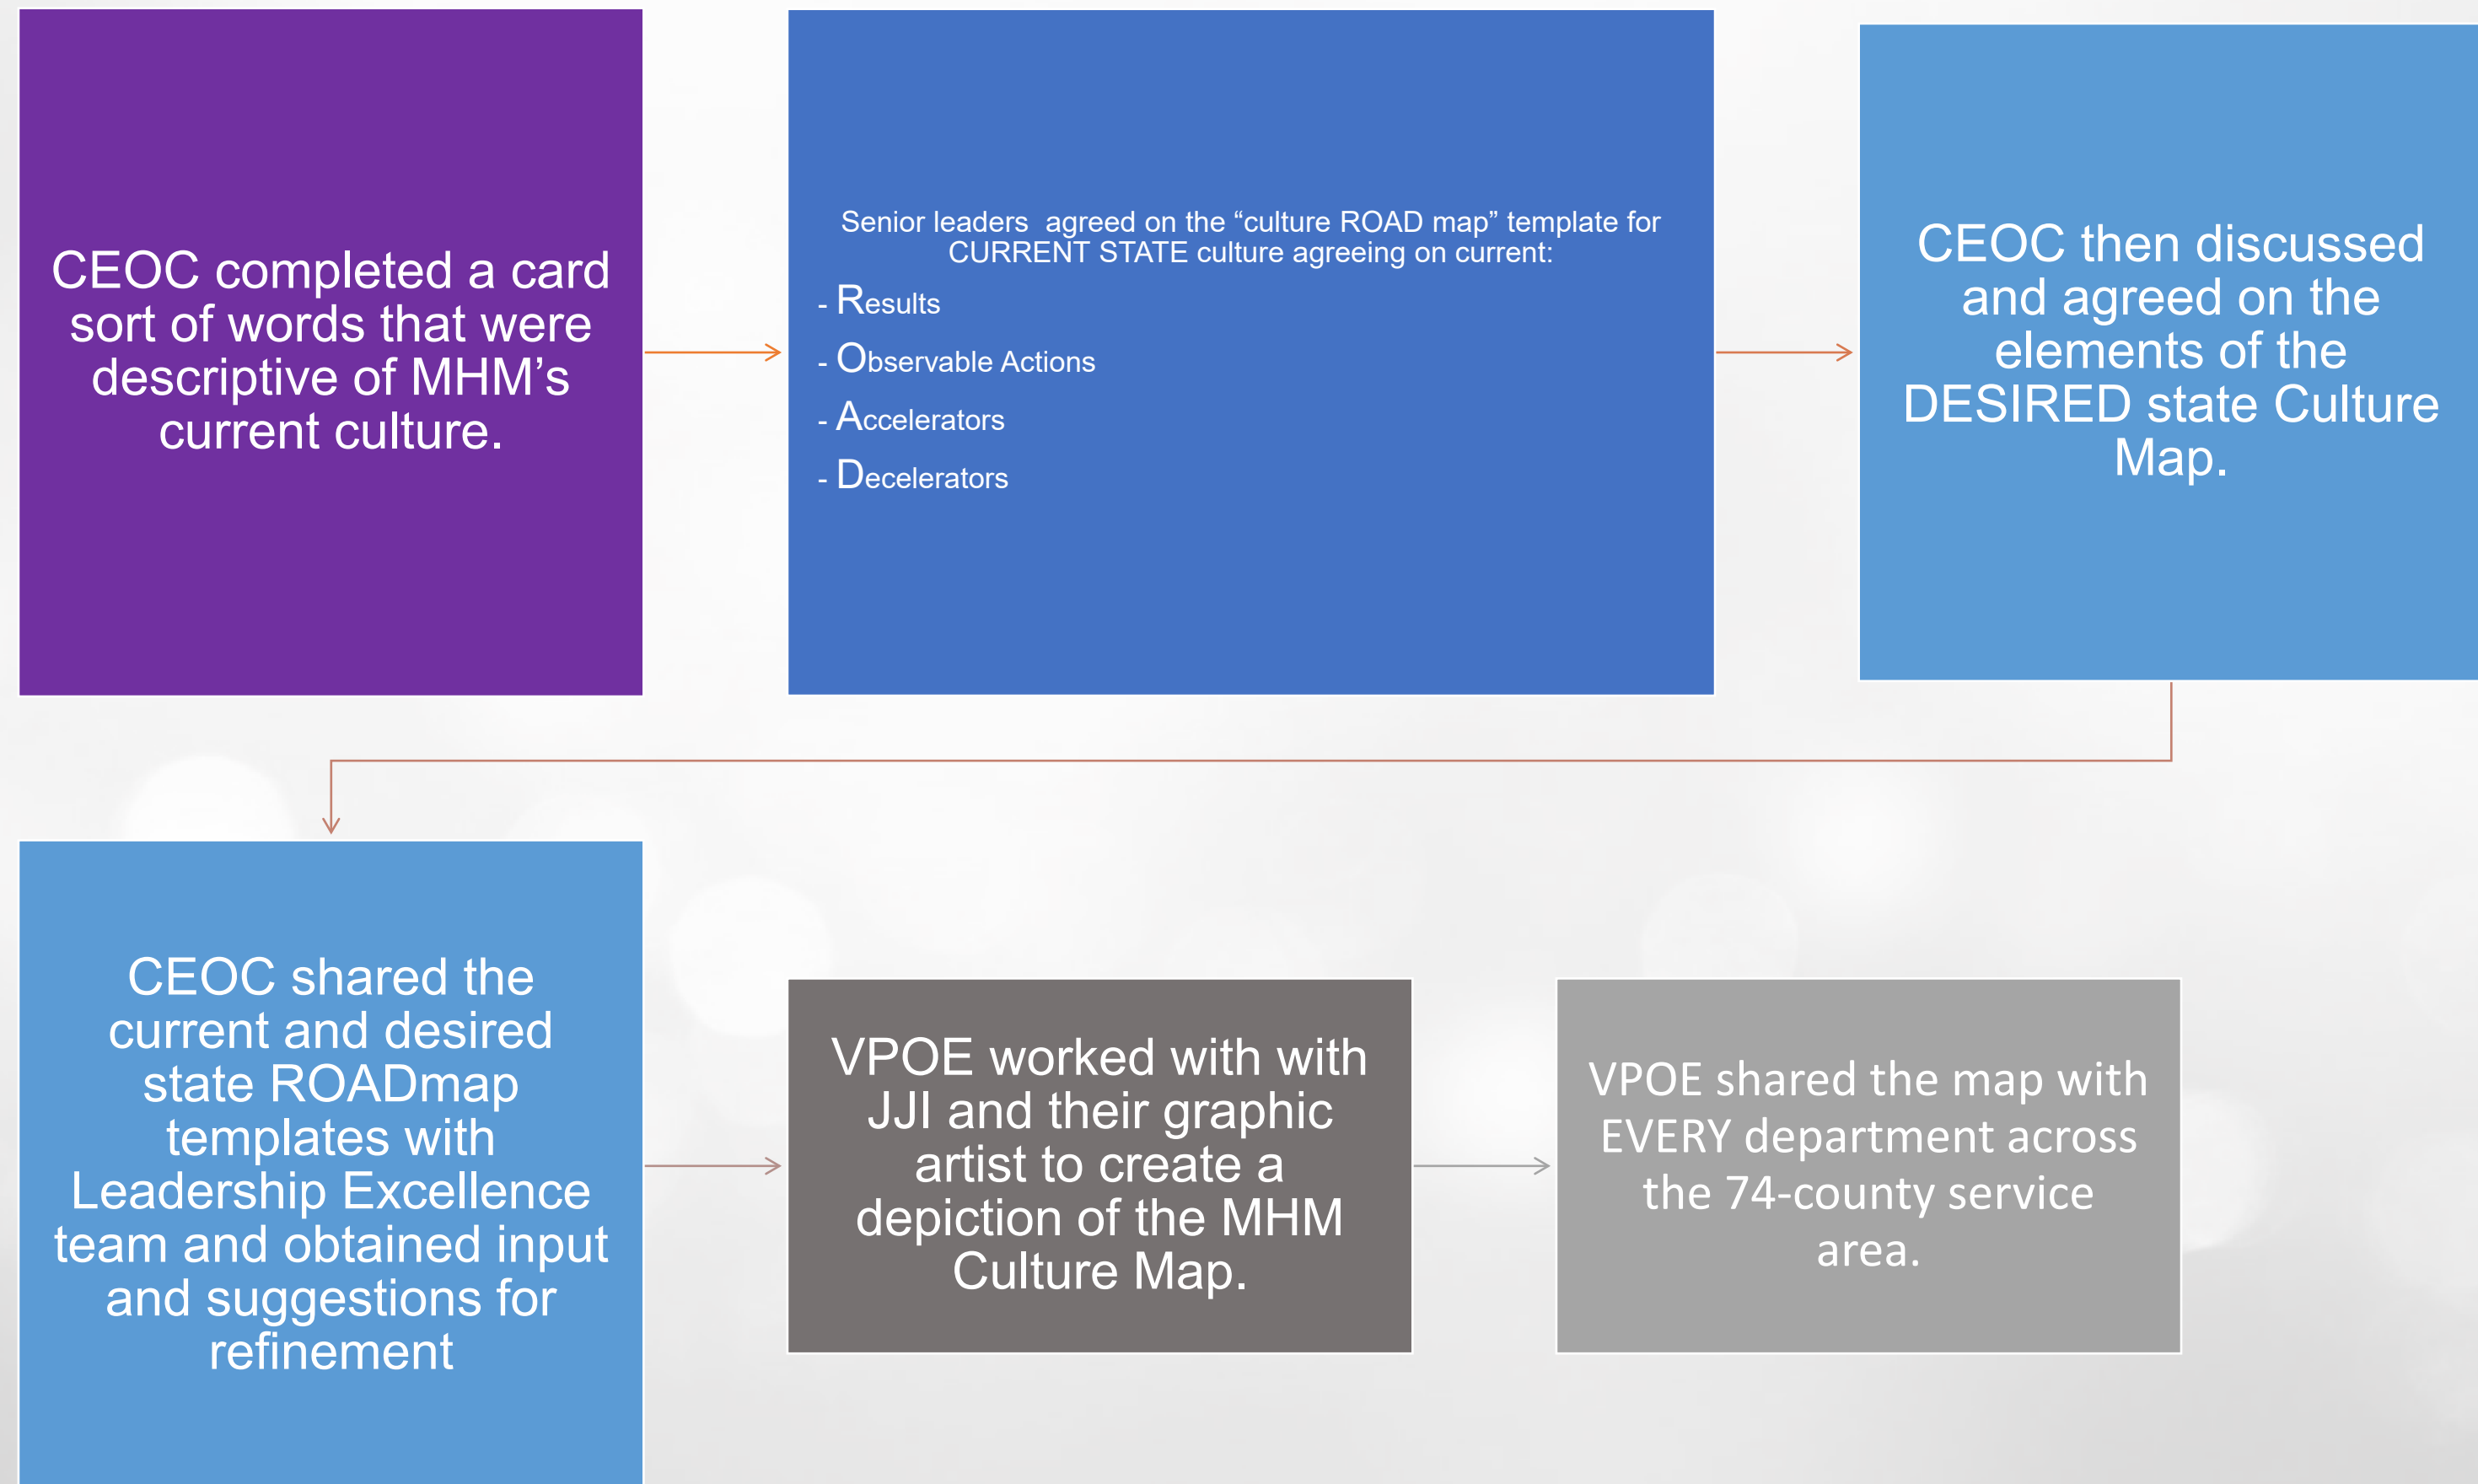 CEOC completed a card
sort of words that were
descriptive of MHM’s
current culture.
Senior leaders  agreed on the “culture ROAD map” template for
CURRENT STATE culture agreeing on current:
- Results
- Observable Actions
- Accelerators
- Decelerators
CEOC then discussed
and agreed on the
elements of the
DESIRED state Culture
Map.
CEOC shared the
current and desired
state ROADmap
templates with
Leadership Excellence
team and obtained input
and suggestions for
refinement
VPOE worked with with
JJI and their graphic
artist to create a
depiction of the MHM
Culture Map.
VPOE shared the map with
EVERY department across
the 74-county service
area.